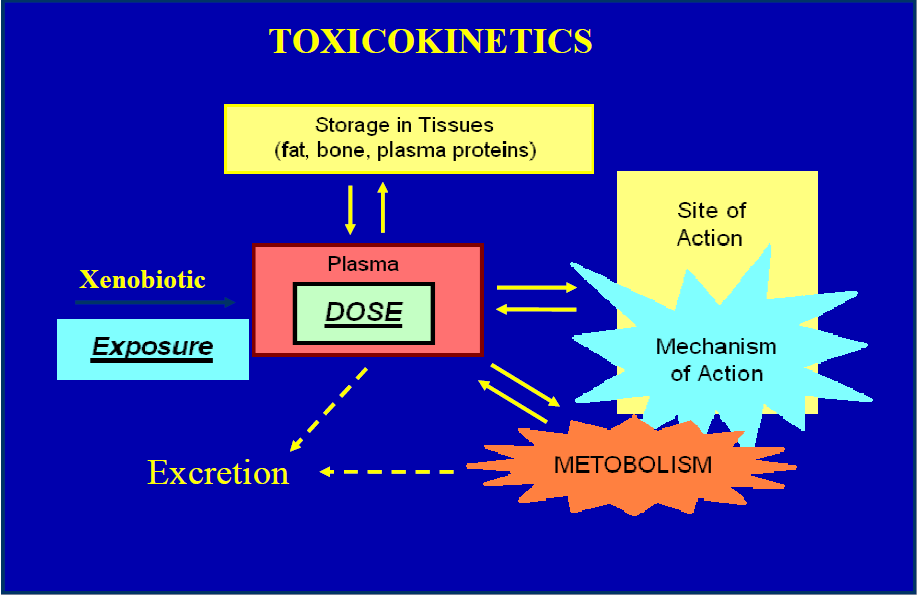 TOXICOKINETICS
Storage in Tissues
(fat, bone, plasma proteins)
Site of
Action
Plasma
Xenobiotic
DOSE
Exposure
Mechanism
of Action
METOBOLISM
Excretion